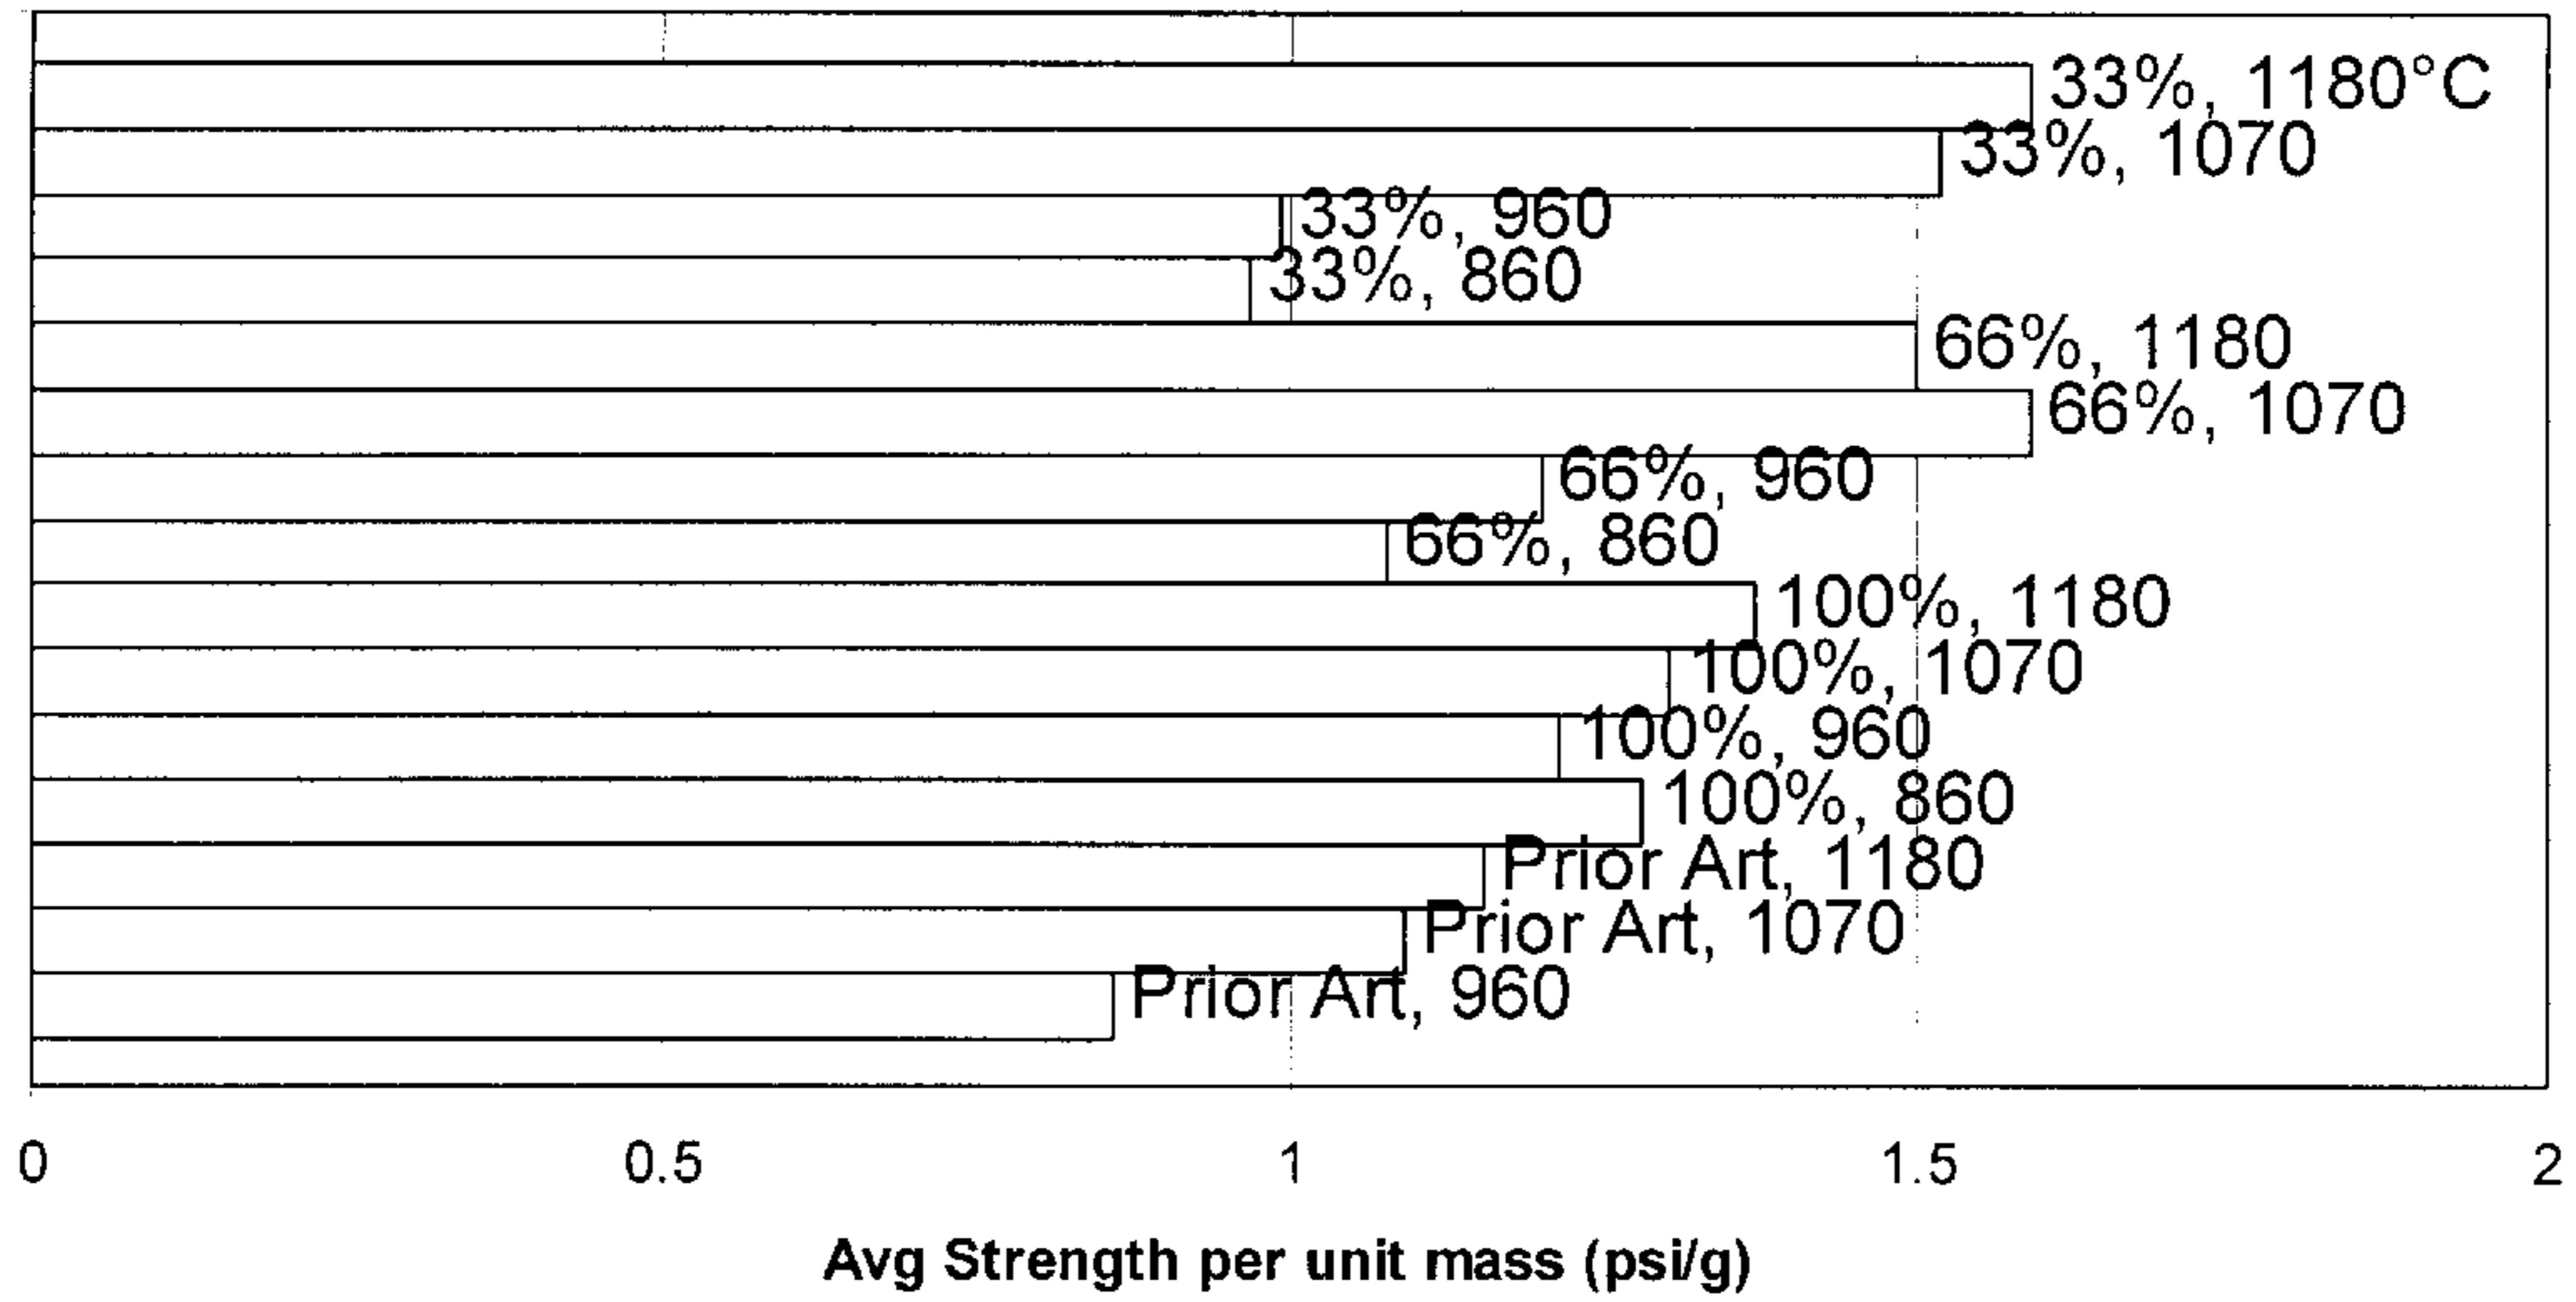 33%, 1180°C
33%, 1070
33%, 960
33%, 860
66%, 1180
66%, 1070
66%, 960
66%, 860
100%, 1180
100%, 1070
100%, 960
100%, 860
Prior Art, 1180
Prior Art, 1070
Prior Art, 960
0 0.5 1 1.5 2
Avg Strength per unit mass (psi/g)